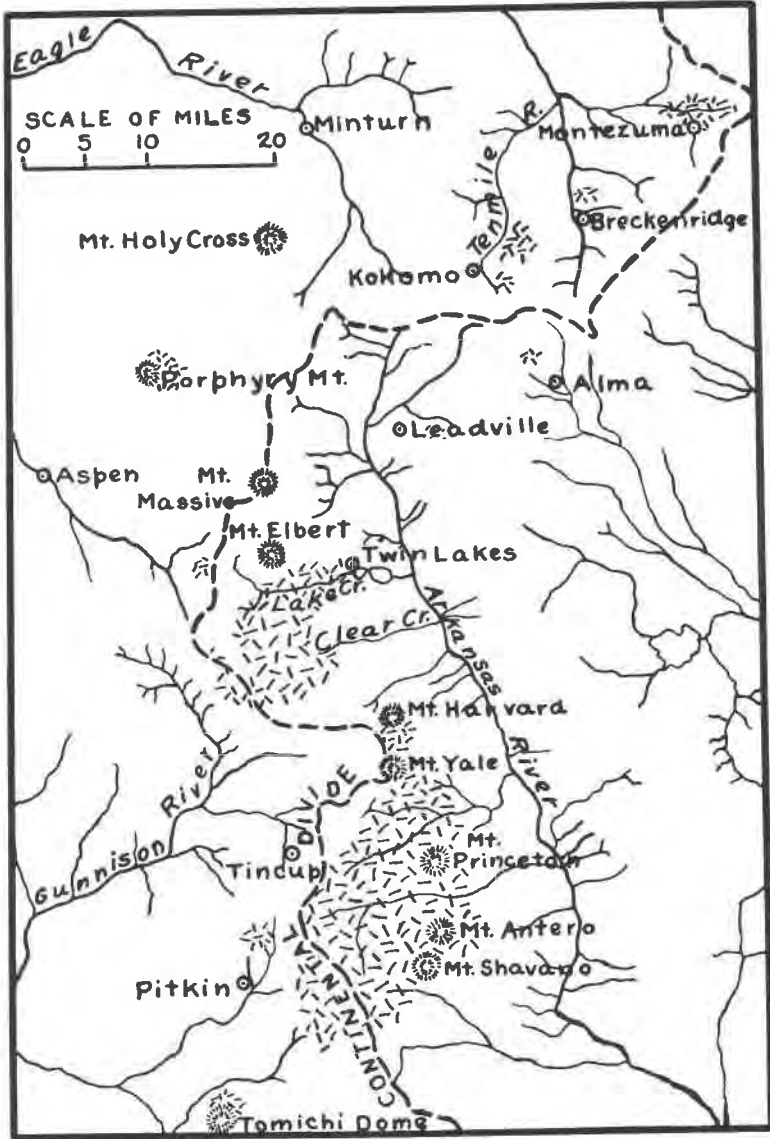 Eagle River
SCALE OF MILES
0 5 10 20
Minturn
Tenmile R.
Montezuma
Breckenridge
Mt. Holy Cross
Kokomo
Porphyry Mt.
Alma
Leadville
Aspen
Mt.
Massive
Mt. Elbert
Twin Lakes
Lake Cr.
Clear Cr.
Arkansas River
Mt. Harvard
Mt. Yale
Gunnison River
CONTINENTAL DIVIDE
Tincup
Mt.
Princeton
Mt. Antero
Mt. Shavano
Pitkin
Tomichi Dome